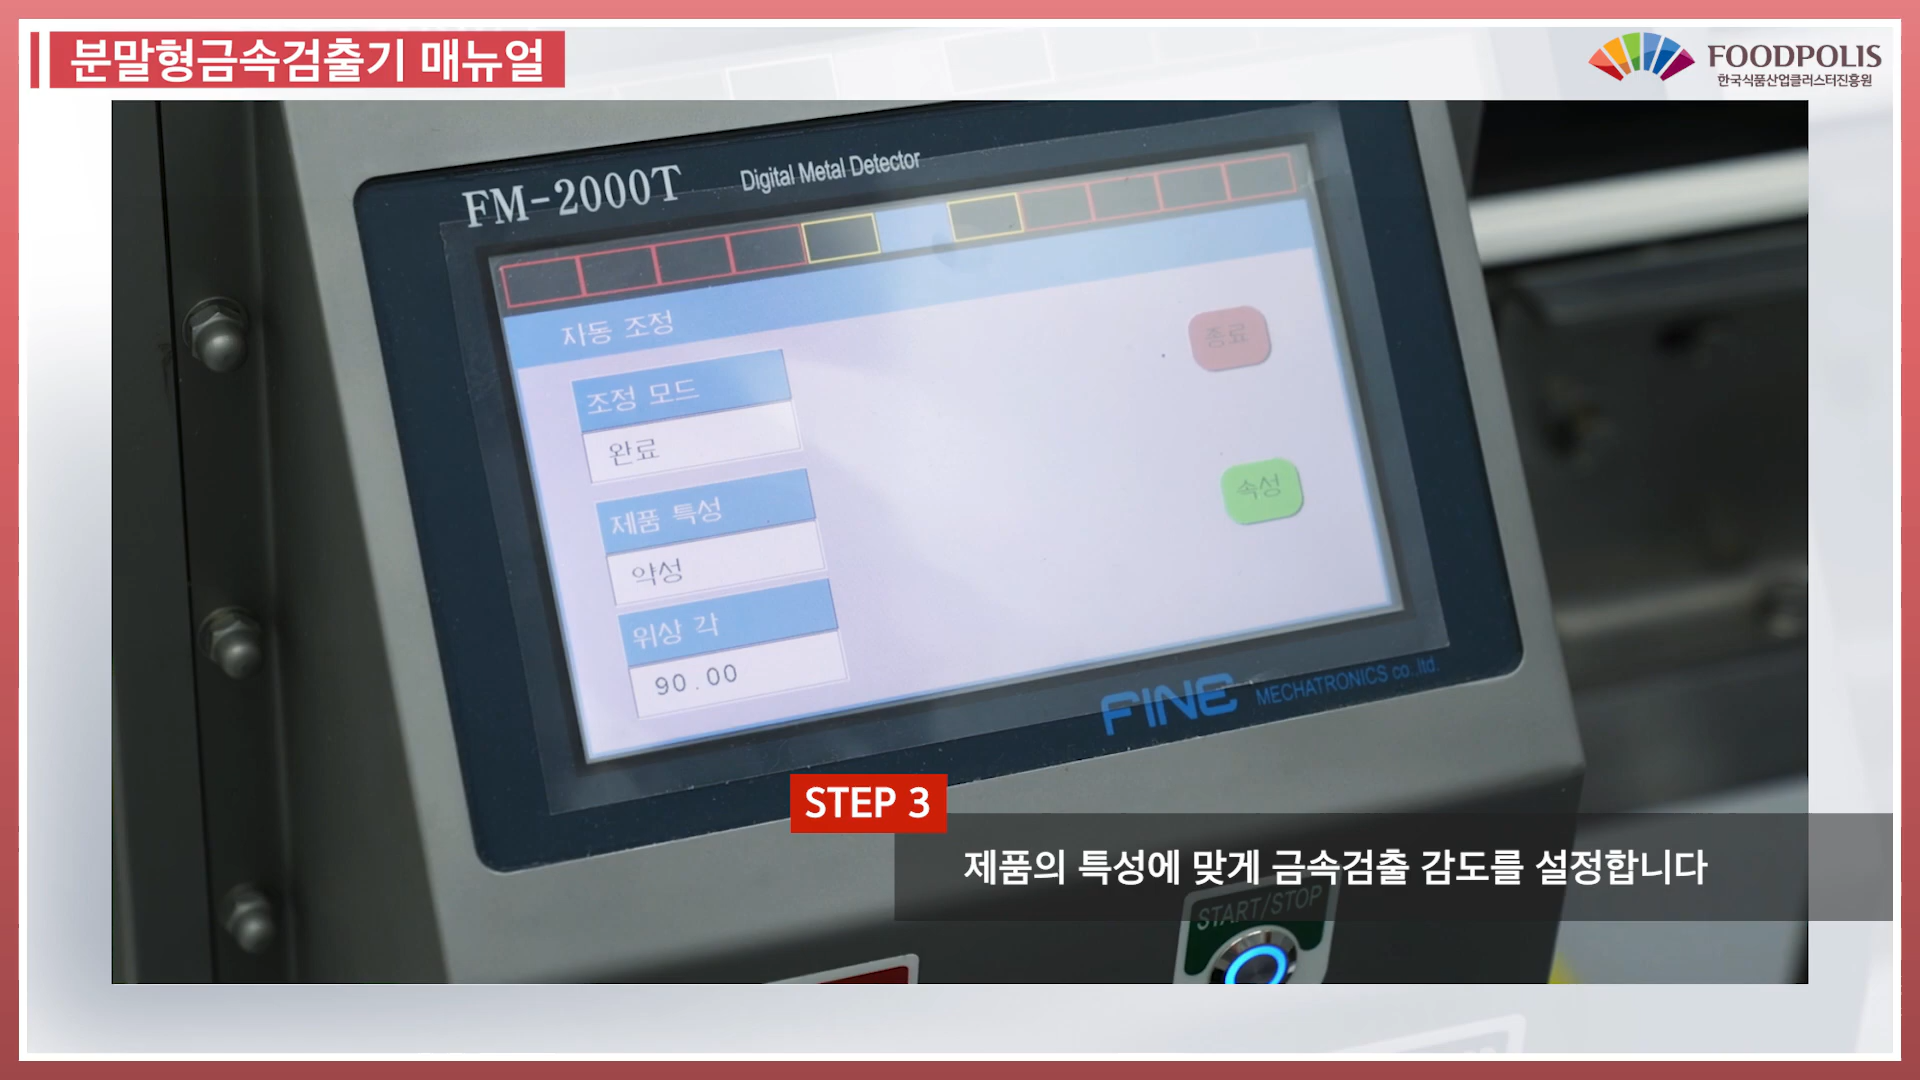 분말형금속검출기 매뉴얼
FOODPOLIS
한국식품산업클러스터진흥원
FM-2000T
Digital Metal Detector
자동 조정
종료
조정 모드
완료
속성
제품 특성
약성
위상 각
90.00
FINE MECHATRONICS co.,ltd.
STEP 3
제품의 특성에 맞게 금속검출 감도를 설정합니다
START/STOP